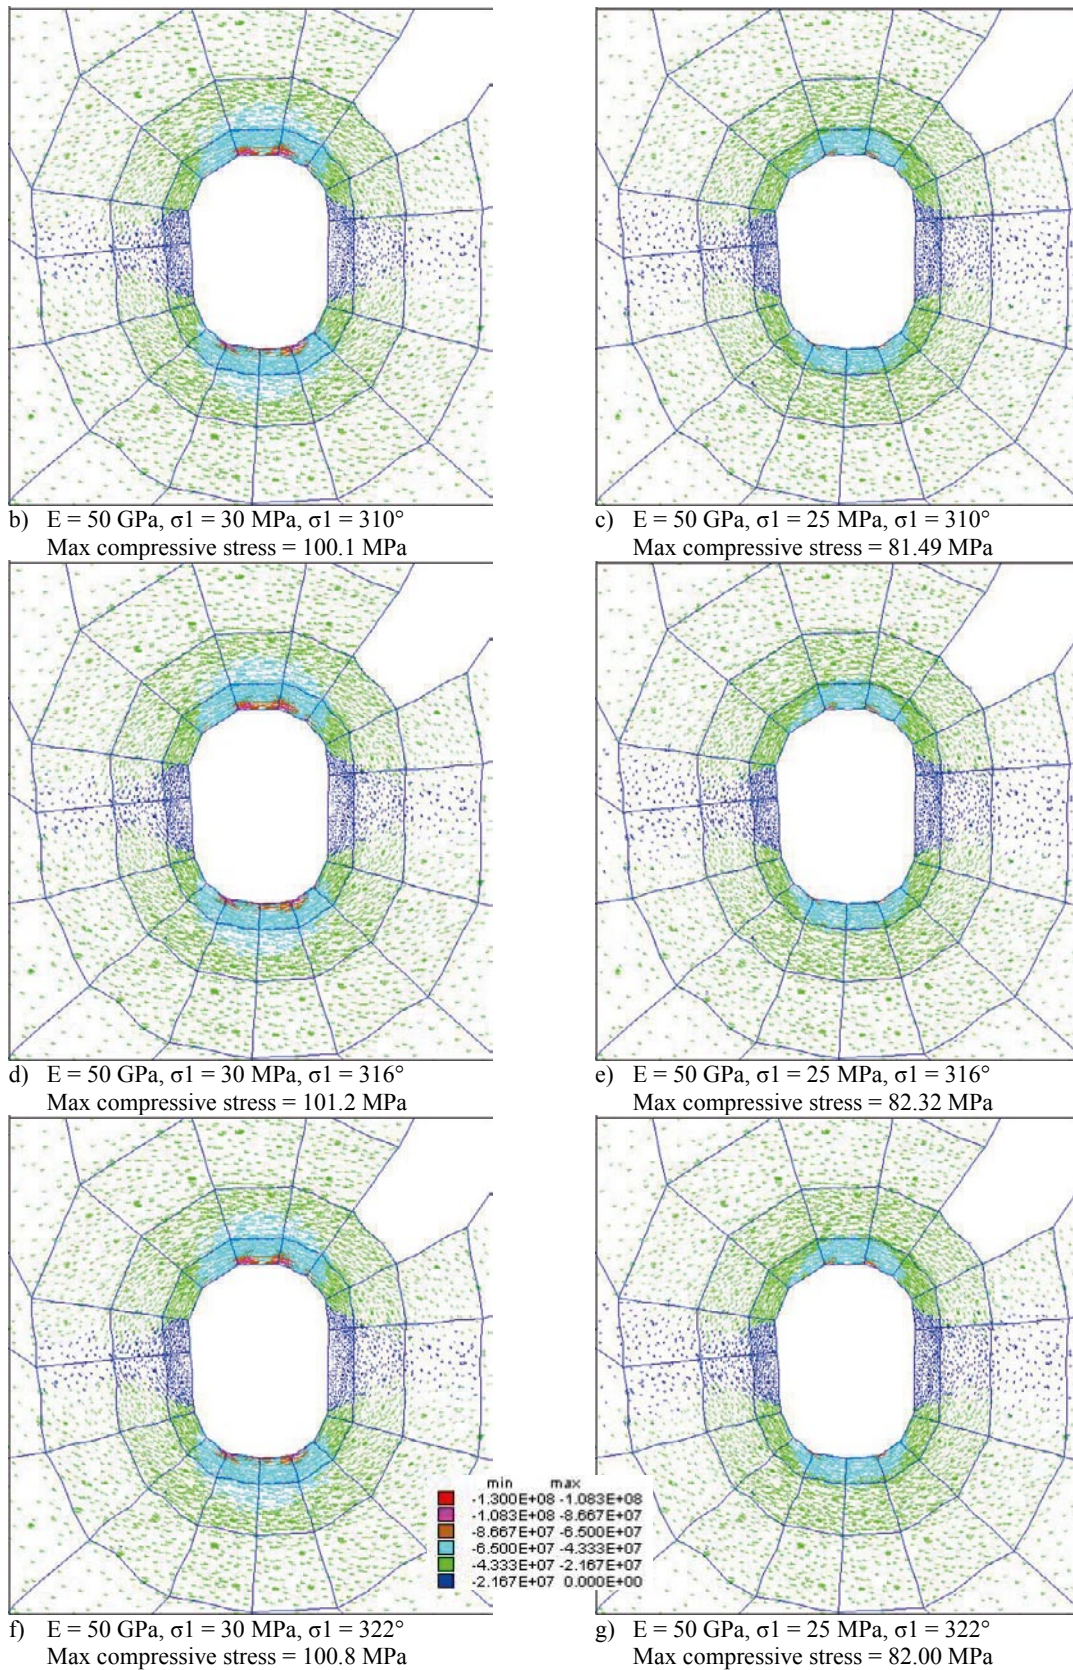 b) E = 50 GPa, σ1 = 30 MPa, σ1 = 310°
Max compressive stress = 100.1 MPa
c) E = 50 GPa, σ1 = 25 MPa, σ1 = 310°
Max compressive stress = 81.49 MPa
d) E = 50 GPa, σ1 = 30 MPa, σ1 = 316°
Max compressive stress = 101.2 MPa
e) E = 50 GPa, σ1 = 25 MPa, σ1 = 316°
Max compressive stress = 82.32 MPa
min max
-1.300E+08 -1.083E+08
-1.083E+08 -8.667E+07
-8.667E+07 -6.500E+07
-6.500E+07 -4.333E+07
-4.333E+07 -2.167E+07
-2.167E+07 0.000E+00
f) E = 50 GPa, σ1 = 30 MPa, σ1 = 322°
Max compressive stress = 100.8 MPa
g) E = 50 GPa, σ1 = 25 MPa, σ1 = 322°
Max compressive stress = 82.00 MPa